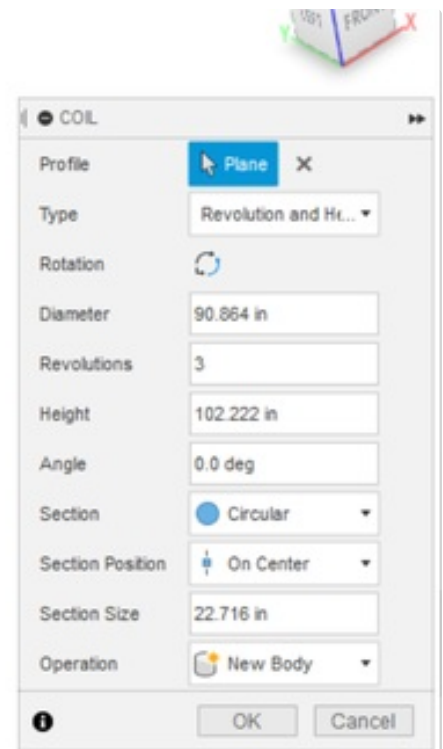 FRONT
X
Y
COIL
Profile Plane
Type Revolution and He...
Rotation
Diameter 90.864 in
Revolutions 3
Height 102.222 in
Angle 0.0 deg
Section Circular
Section Position On Center
Section Size 22.716 in
Operation New Body
OK Cancel